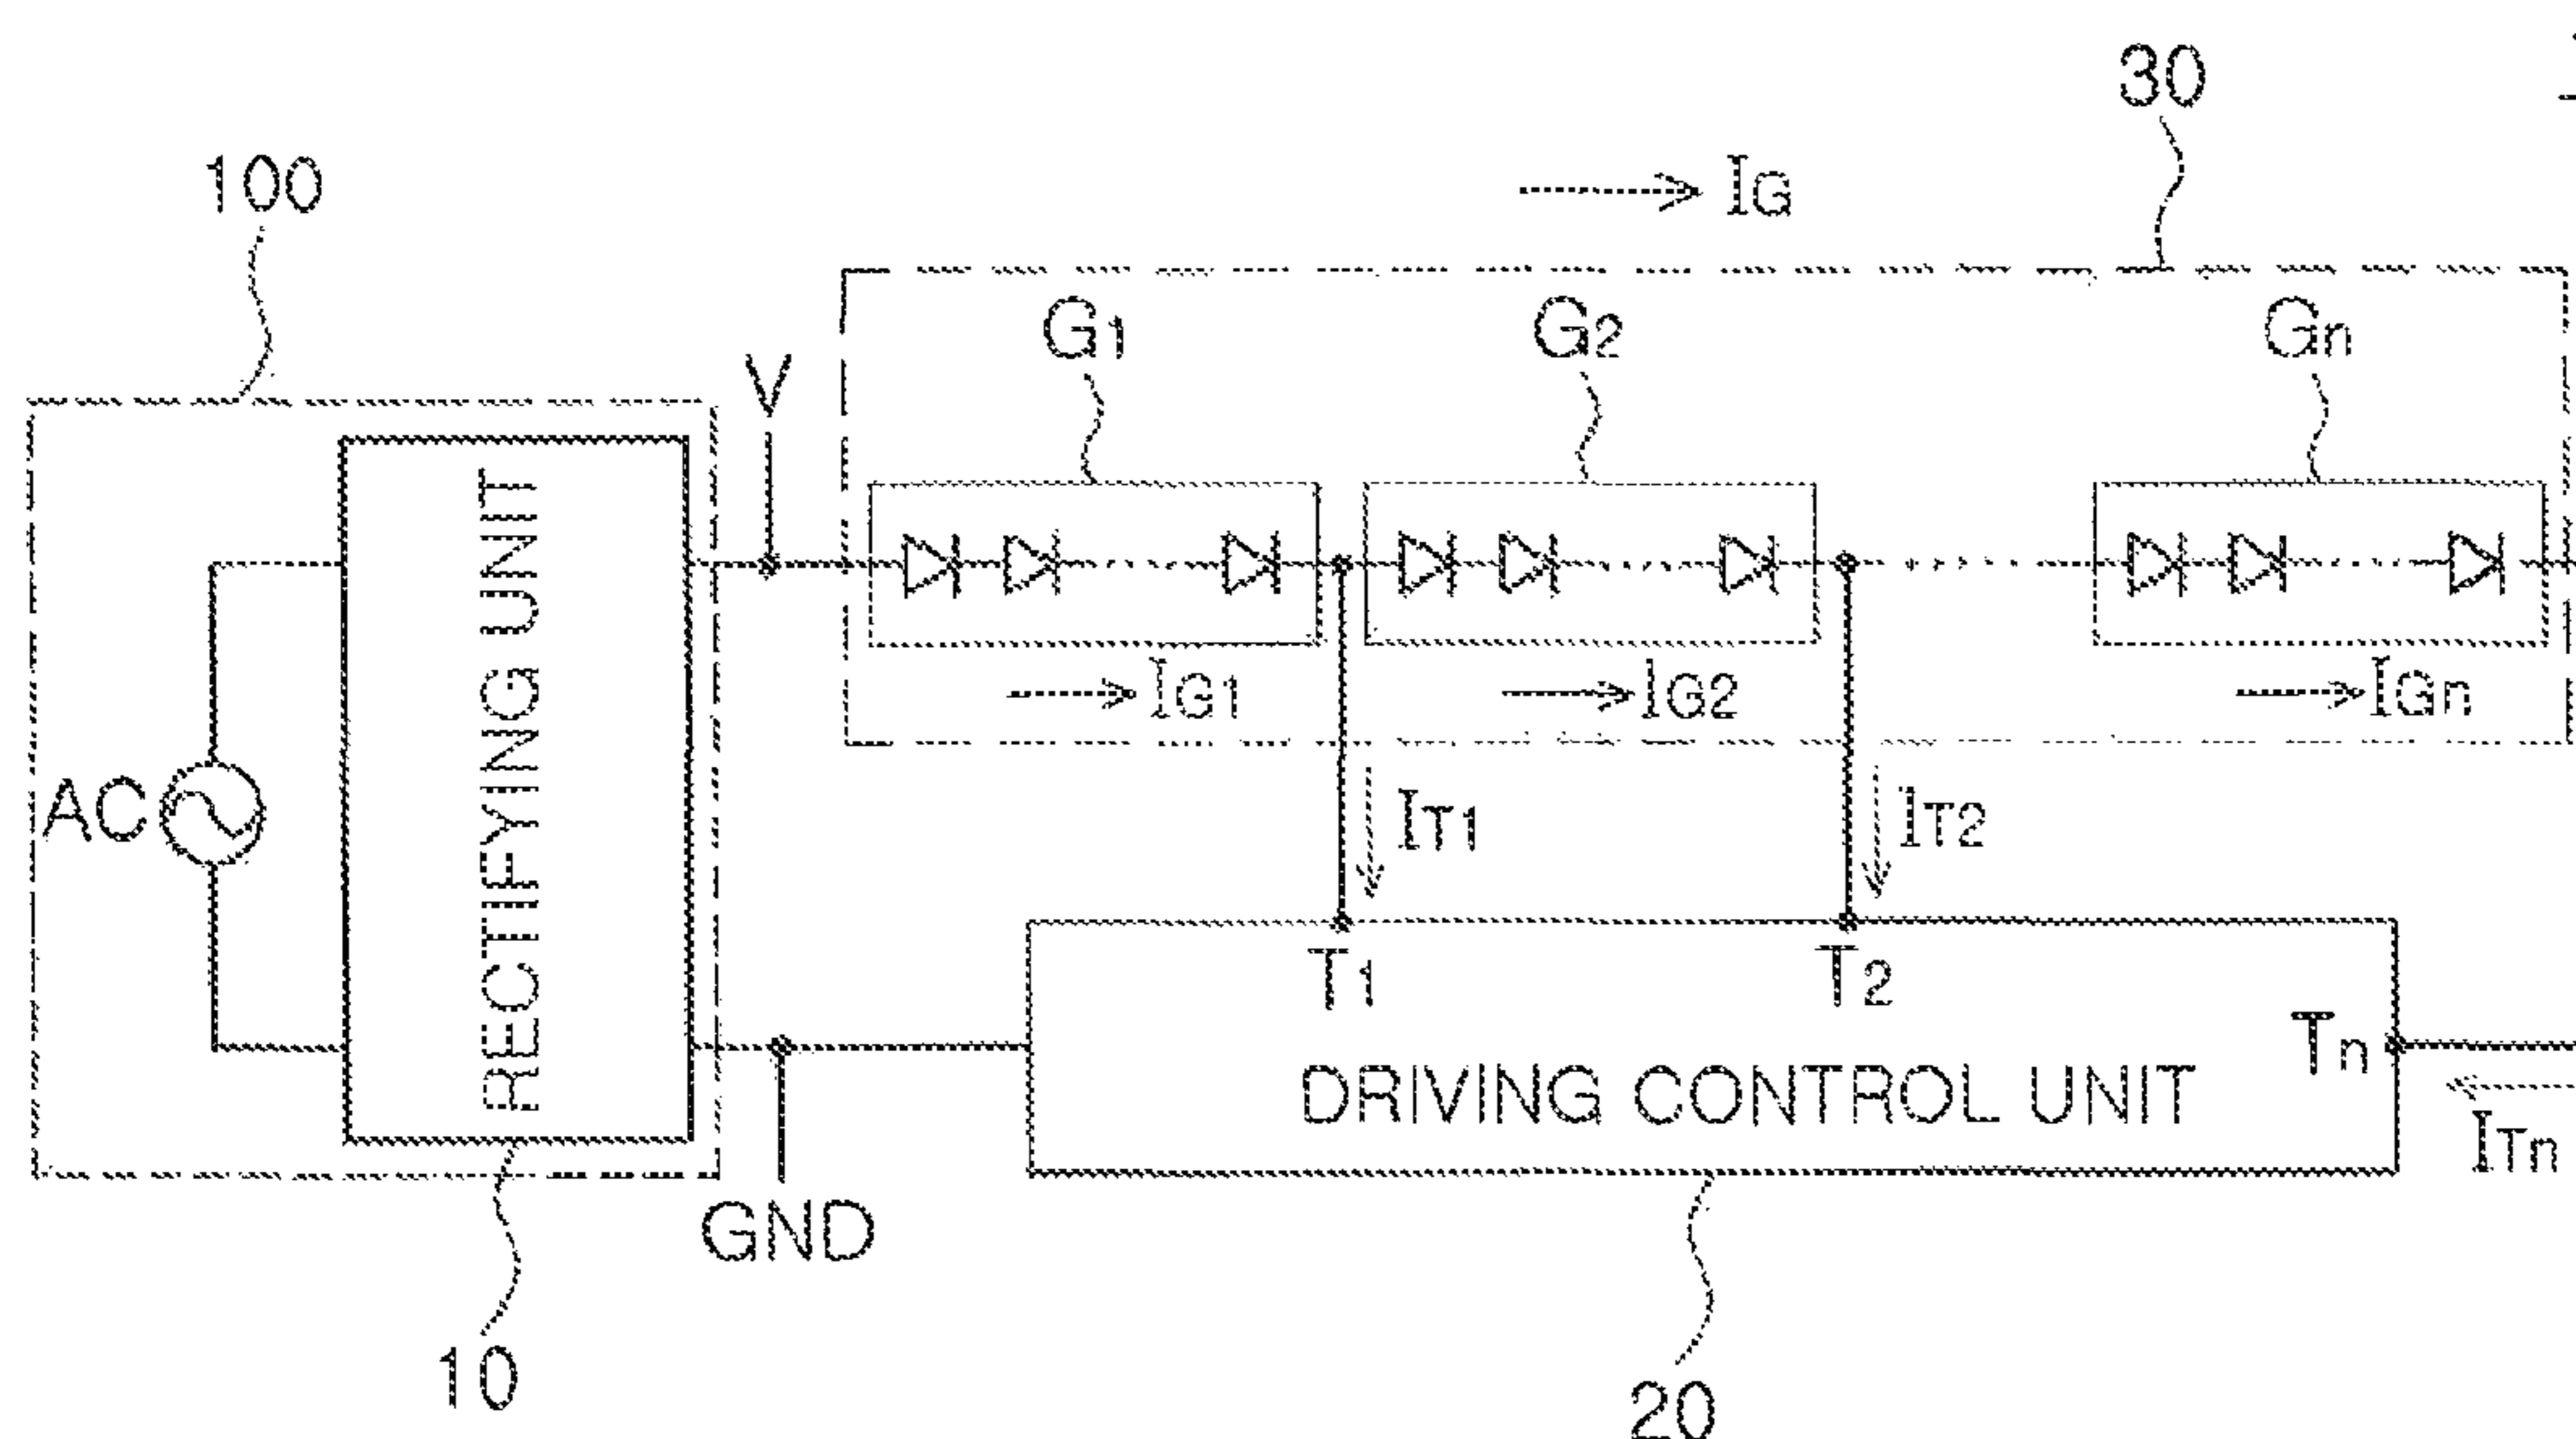 30
100
IG
G1
G2
Gn
V
RECTIFYING UNIT
IG1
IG2
IGn
AC
IT1
IT2
T1
T2
Tn
DRIVING CONTROL UNIT
ITn
GND
10
20